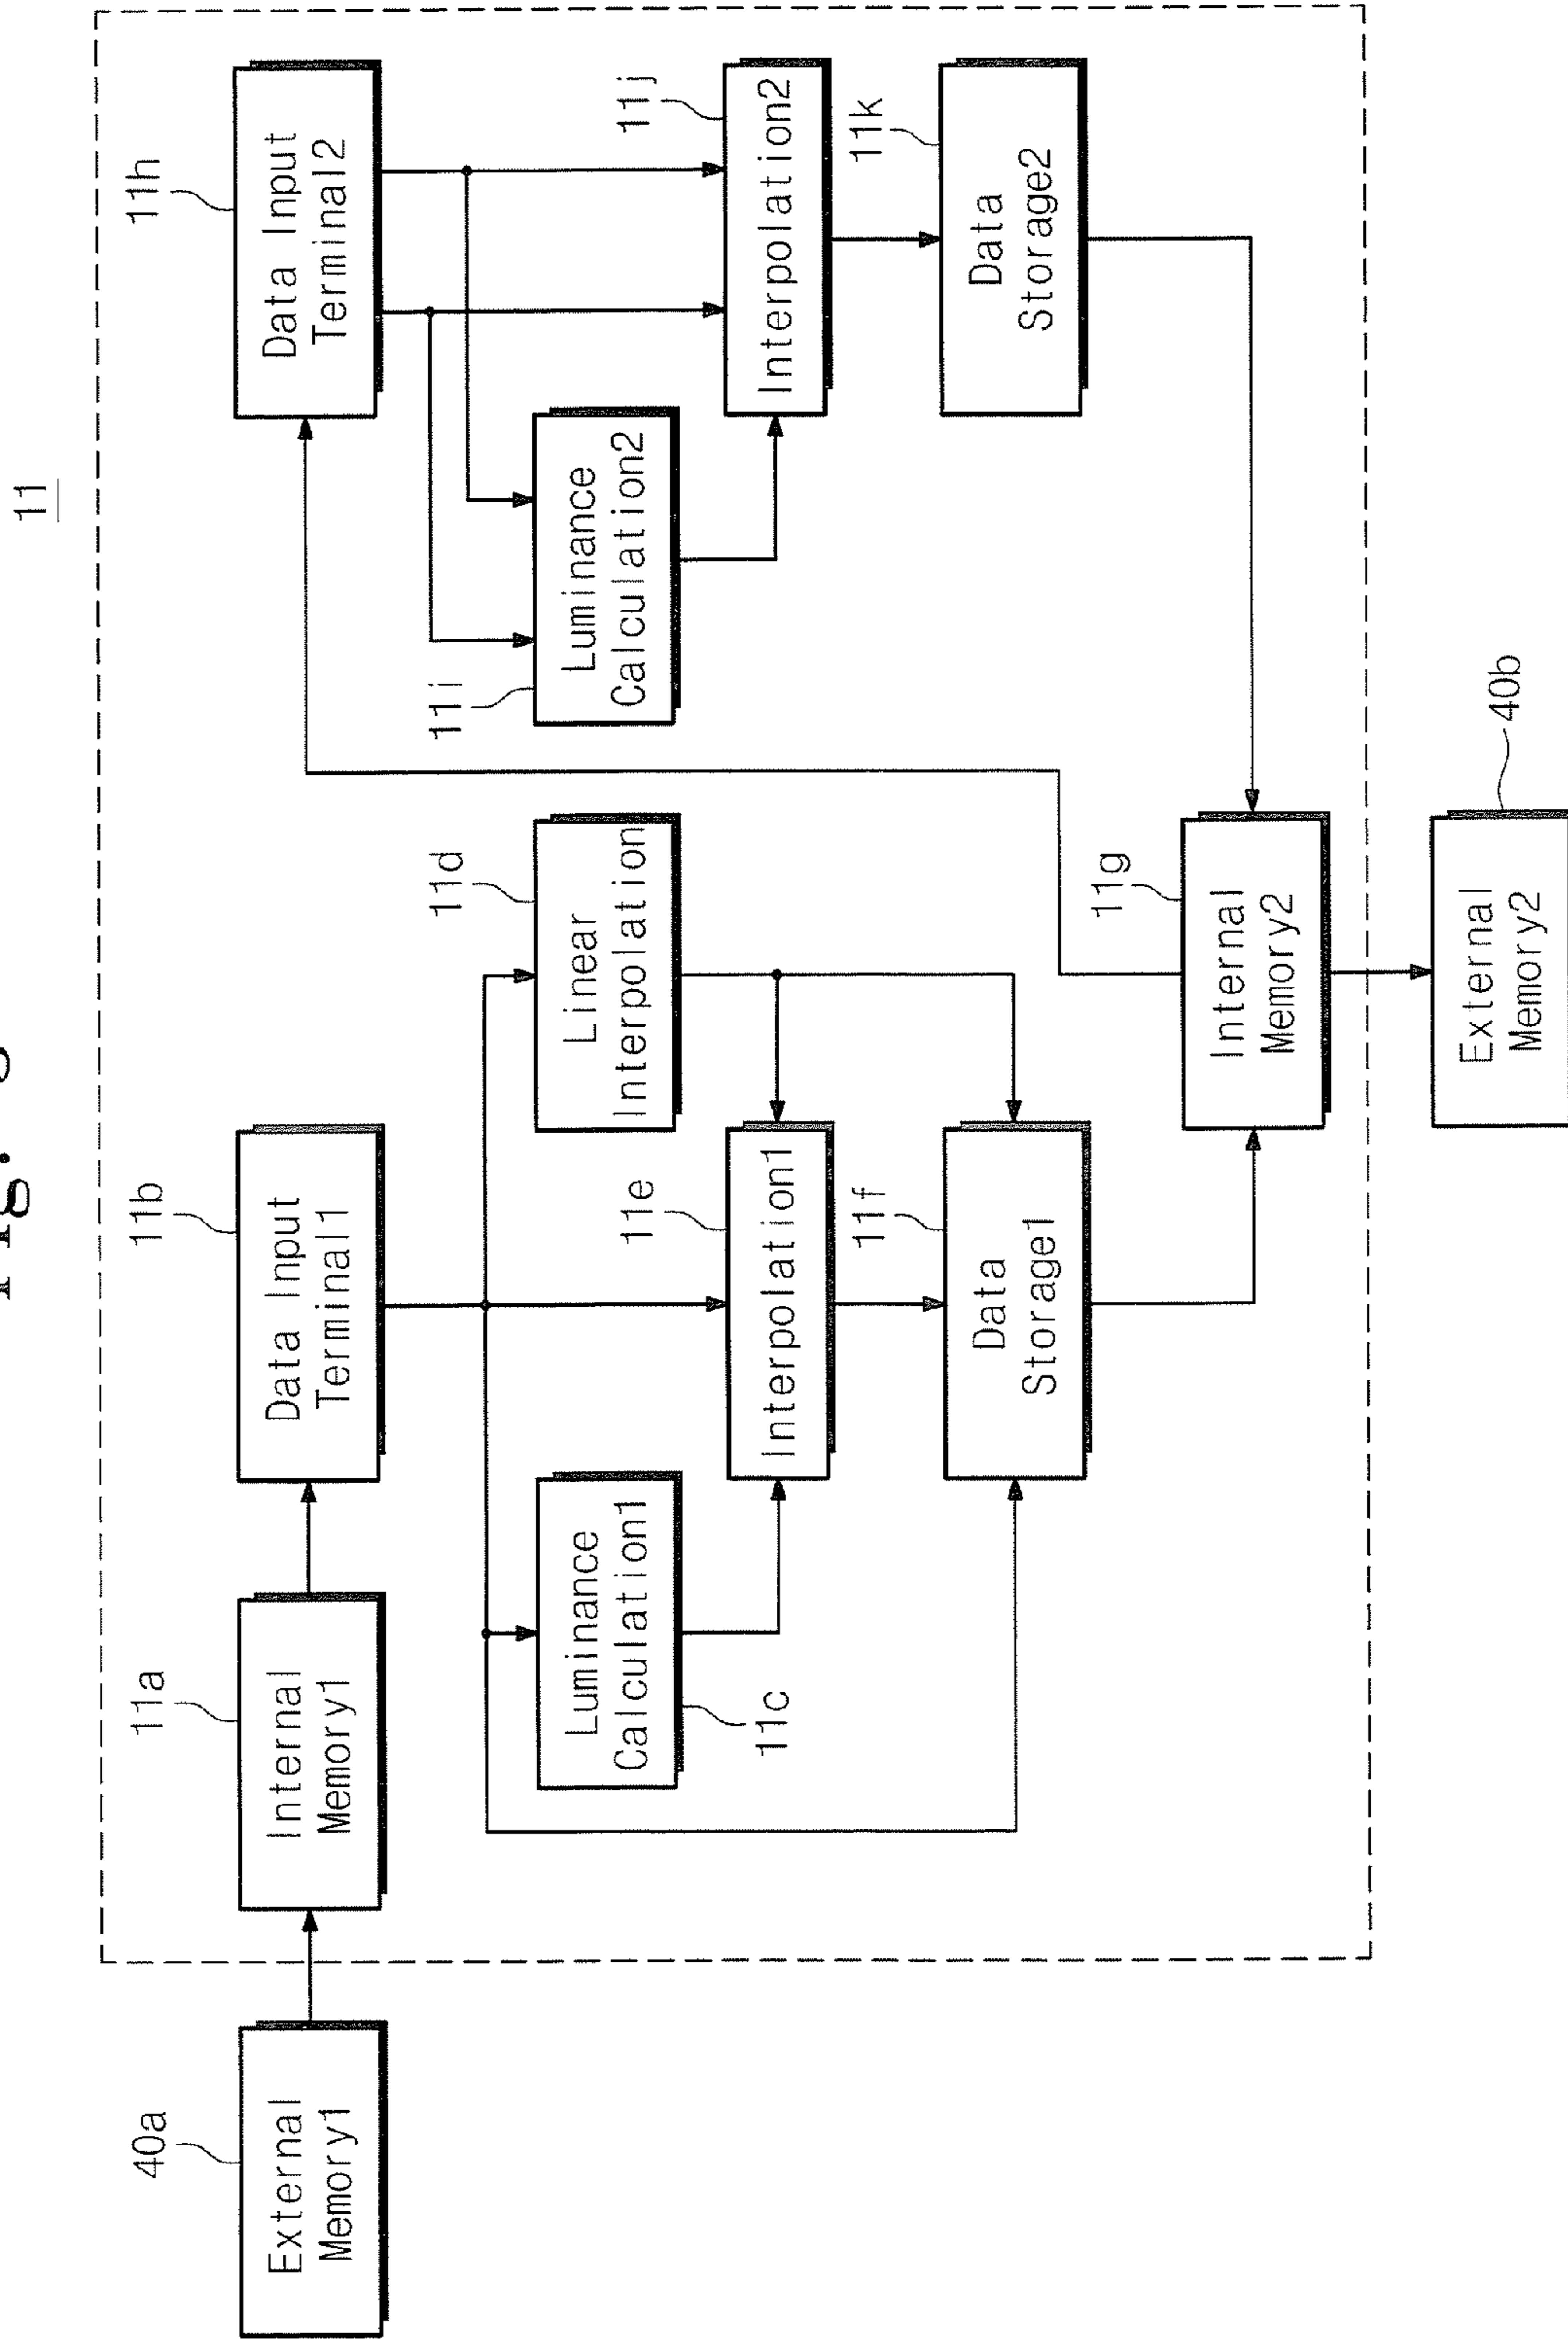 11
40a
External
Memory1
11a
Internal
Memory1
11b
Data Input
Terminal1
11h
Data Input
Terminal2
Luminance
Calculation1
11c
11d
Linear
Interpolation
11i
Luminance
Calculation2
11e
Interpolation1
11j
Interpolation2
11f
Data
Storage1
11k
Data
Storage2
11g
Internal
Memory2
40b
External
Memory2